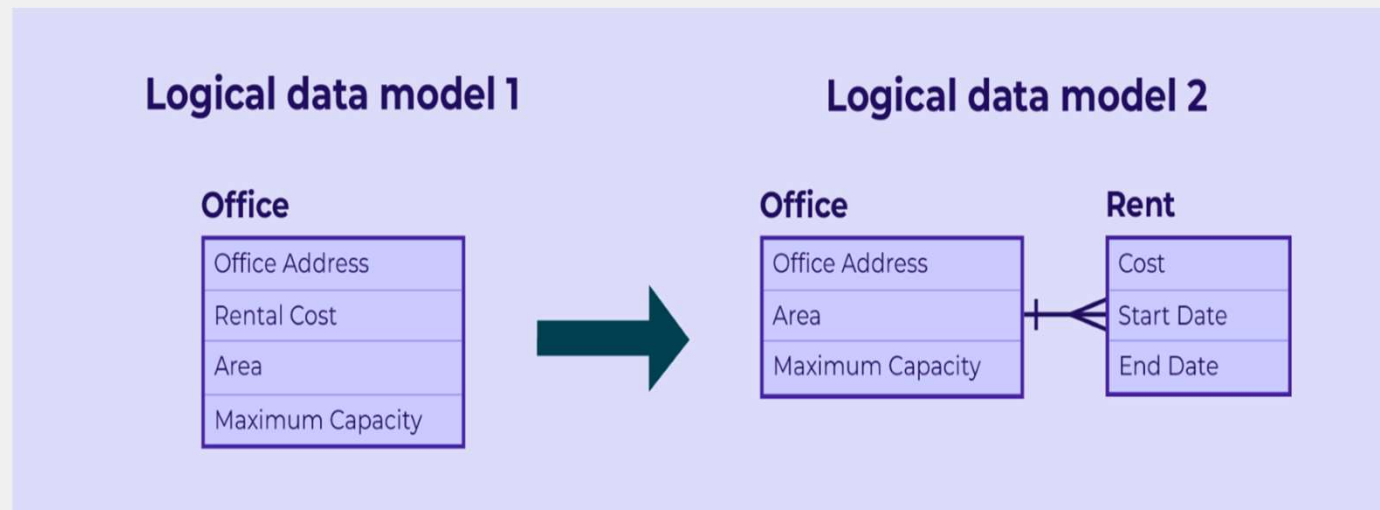 Logical data model 1
Office
Office Address
Rental Cost
Area
Maximum Capacity
Logical data model 2
Office
Office Address
Area
Maximum Capacity
Rent
Cost
Start Date
End Date